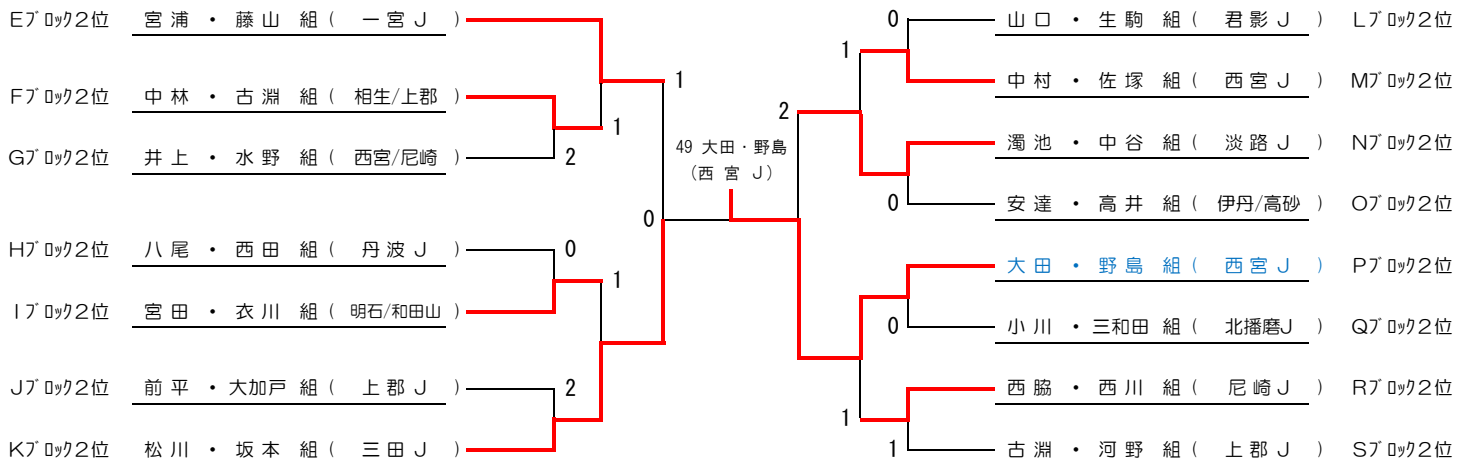 Eブロック2位 宮浦・藤山 組( 一宮J )
1
Fブロック2位 中林・古淵 組( 相生/上郡 )
1
Gブロック2位 井上・水野 組( 西宮/尼崎 )
2
0
Hブロック2位 八尾・西田 組( 丹波J )
0
1
Iブロック2位 宮田・衣川 組( 明石/和田山 )
Jブロック2位 前平・大加戸 組( 上郡J )
2
Kブロック2位 松川・坂本 組( 三田J )
49 大田・野島
(西宮J)
0 山口・生駒 組( 君影J ) Lブロック2位
1
中村・佐塚 組( 西宮J ) Mブロック2位
2
濁池・中谷 組( 淡路J ) Nブロック2位
0 安達・高井 組( 伊丹/高砂 ) Oブロック2位
大田・野島 組( 西宮J ) Pブロック2位
0 小川・三和田 組( 北播磨J ) Qブロック2位
西脇・西川 組( 尼崎J ) Rブロック2位
1
1 古淵・河野 組( 上郡J ) Sブロック2位